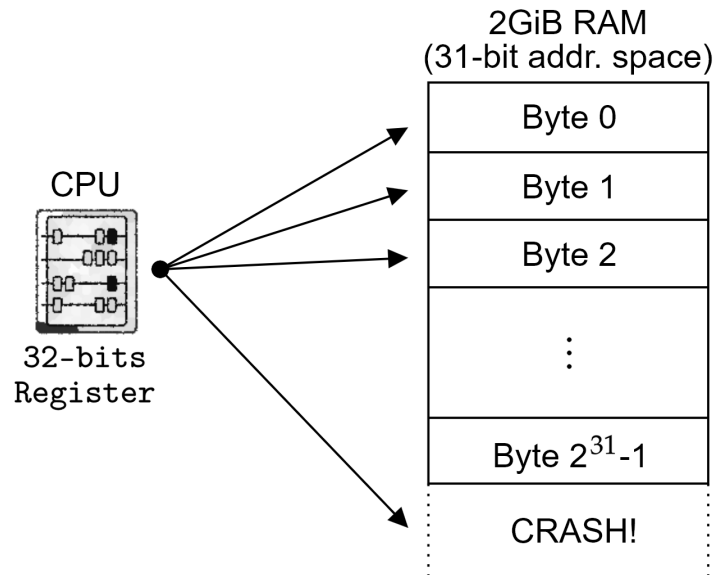 2GiB RAM
(31-bit addr. space)
Byte 0
CPU
Byte 1
Byte 2
⋮
32-bits
Register
Byte 2³¹-1
CRASH!